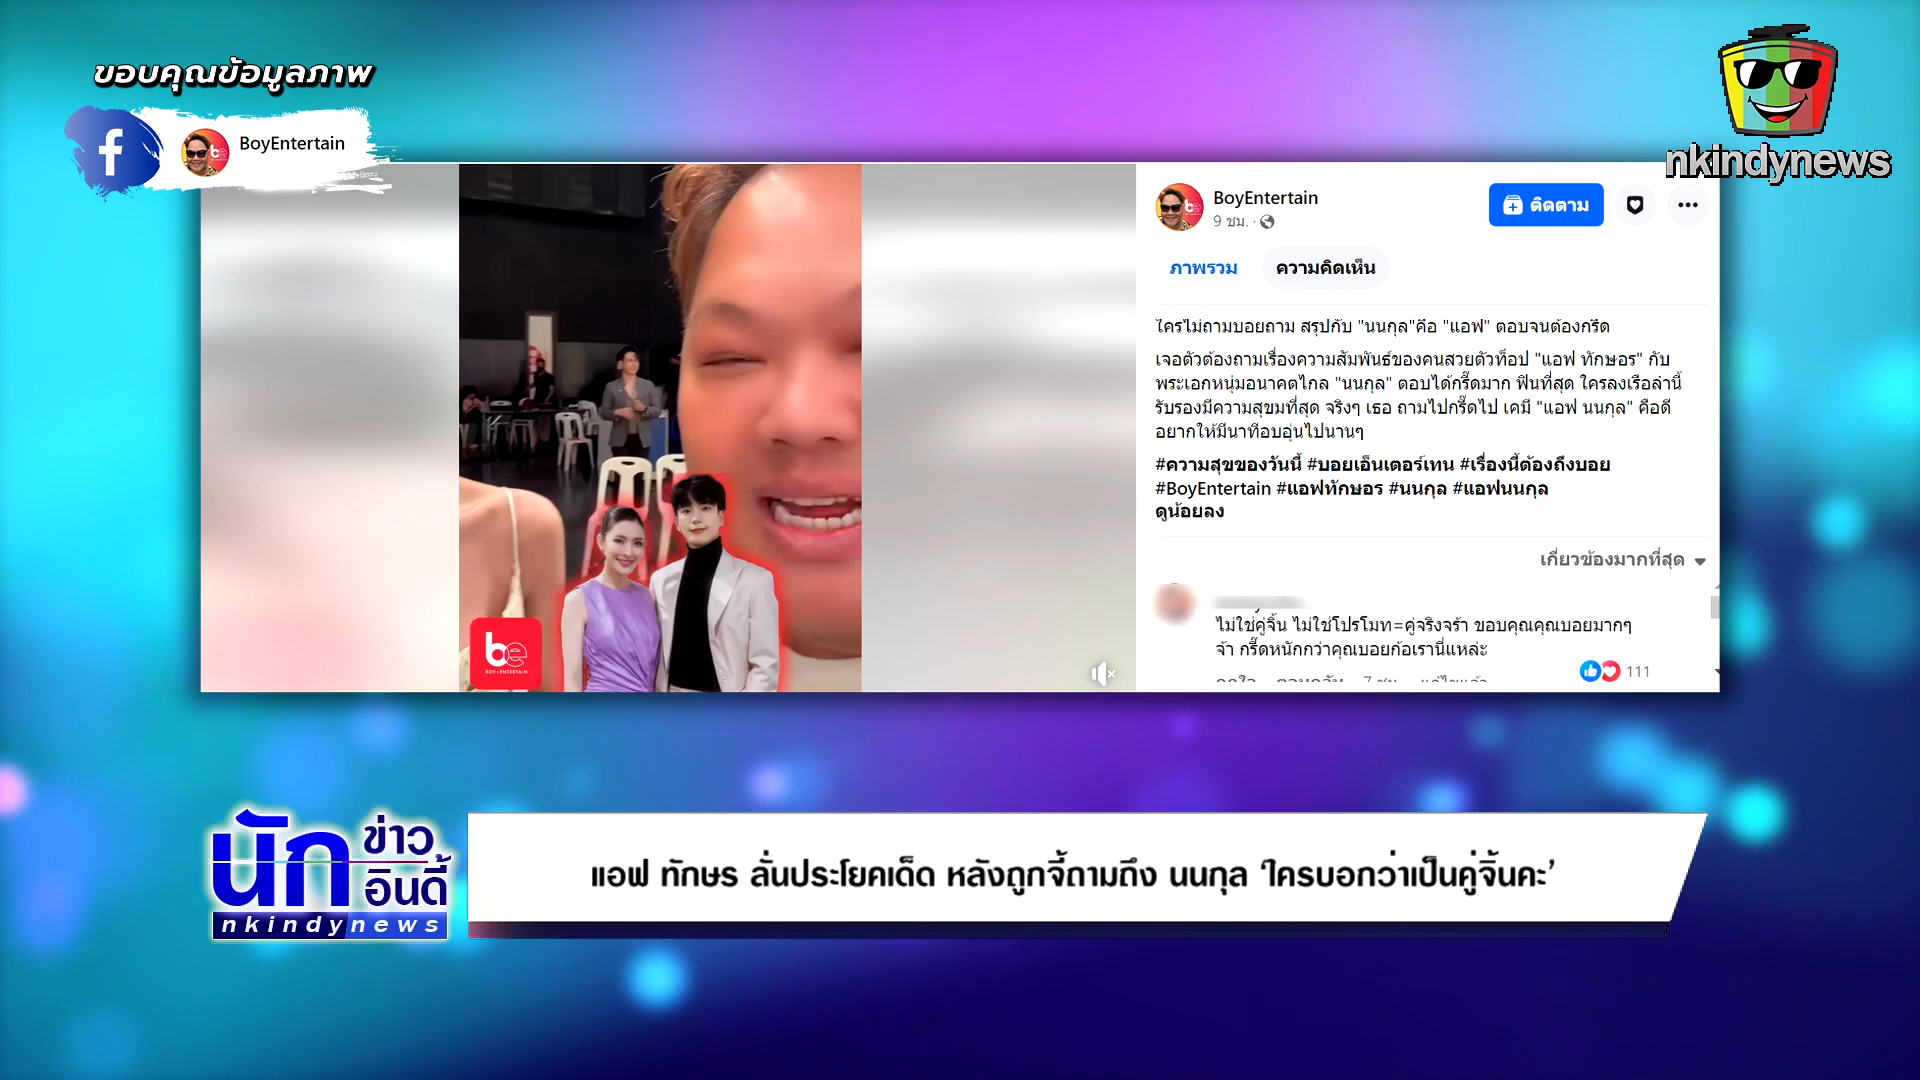 ขอบคุณข้อมูลภาพ
f
be
BoyEntertain
nkindynews
BoyEntertain
9 ชม.
ติดตาม
ภาพรวม
ความคิดเห็น
ใครไม่ถามบอยถาม สรุปกับ "นนกุล"คือ "แอฟ" ตอบจนต้องกรี๊ด
เจอตัวต้องถามเรื่องความสัมพันธ์ของคนสวยตัวท็อป "แอฟ ทักษอร" กับ
พระเอกหนุ่มอนาคตไกล "นนกุล" ตอบได้กรี๊ดมาก ฟินที่สุด ใครลงเรือลำนี้
รับรองมีความสุขมที่สุด จริงๆ เธอ ถามไปกรี๊ดไป เคมี "แอฟ นนกุล" คือดี
อยากให้มีนาทีอบอุ่นไปนานๆ
#ความสุขของวันนี้ #บอยเอ็นเตอร์เทน #เรื่องนี้ต้องถึงบอย
#BoyEntertain #แอฟทักษอร #นนกุล #แอฟนนกุล
ดูน้อยลง
เกี่ยวข้องมากที่สุด
ไม่ใช่คู่จิ้น ไม่ใช่โปรโมท=คู่จริงจร้า ขอบคุณคุณบอยมากๆ
จ้า กรี๊ดหนักกว่าคุณบอยก้อเรานี่แหล่ะ
111
be
BOY ENTERTAIN
นักข่าวอินดี้
nkindynews
แอฟ ทักษร ลั่นประโยคเด็ด หลังถูกจี้ถามถึง นนกุล ‘ใครบอกว่าเป็นคู่จิ้นคะ’